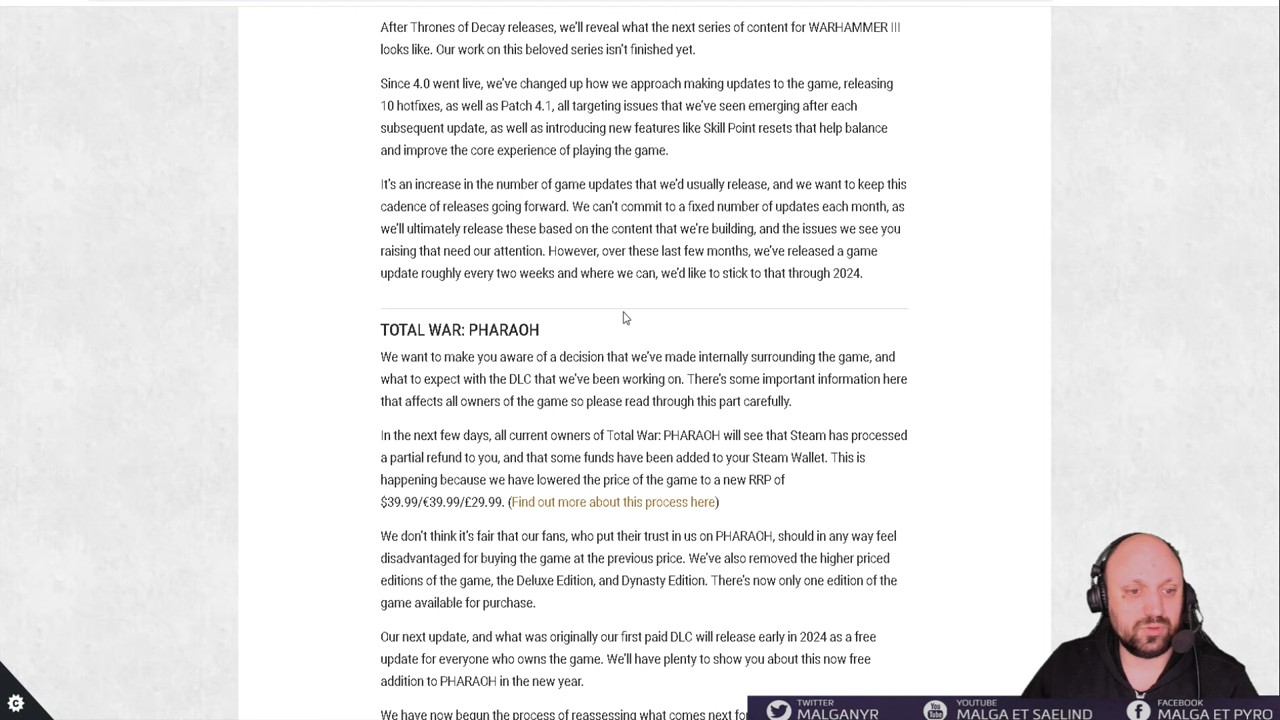 After Thrones of Decay releases, we'll reveal what the next series of content for WARHAMMER III
looks like. Our work on this beloved series isn't finished yet.
Since 4.0 went live, we've changed up how we approach making updates to the game, releasing
10 hotfixes, as well as Patch 4.1, all targeting issues that we've seen emerging after each
subsequent update, as well as introducing new features like Skill Point resets that help balance
and improve the core experience of playing the game.
It's an increase in the number of game updates that we'd usually release, and we want to keep this
cadence of releases going forward. We can't commit to a fixed number of updates each month, as
we'll ultimately release these based on the content that we're building, and the issues we see you
raising that need our attention. However, over these last few months, we've released a game
update roughly every two weeks and where we can, we'd like to stick to that through 2024.
TOTAL WAR: PHARAOH
We want to make you aware of a decision that we've made internally surrounding the game, and
what to expect with the DLC that we've been working on. There's some important information here
that affects all owners of the game so please read through this part carefully.
In the next few days, all current owners of Total War: PHARAOH will see that Steam has processed
a partial refund to you, and that some funds have been added to your Steam Wallet. This is
happening because we have lowered the price of the game to a new RRP of
$39.99/€39.99/£29.99. (Find out more about this process here)
We don't think it's fair that our fans, who put their trust in us on PHARAOH, should in any way feel
disadvantaged for buying the game at the previous price. We've also removed the higher priced
editions of the game, the Deluxe Edition, and Dynasty Edition. There's now only one edition of the
game available for purchase.
Our next update, and what was originally our first paid DLC will release early in 2024 as a free
update for everyone who owns the game. We'll have plenty to show you about this now free
addition to PHARAOH in the new year.
We have now begun the process of reassessing what comes next for
TWITTER
MALGANYR
YOUTUBE
MALGA ET SAELIND
FACEBOOK
MALGA ET PYRO